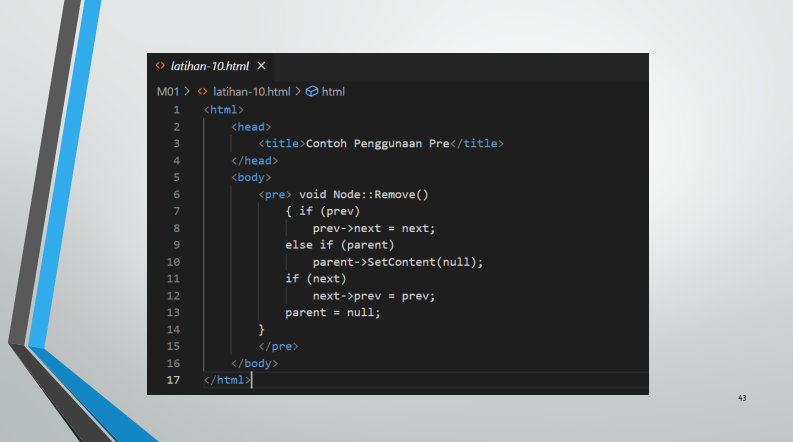 latihan-10.html ×
M01 > latihan-10.html > html
1 <html>
2     <head>
3         <title>Contoh Penggunaan Pre</title>
4     </head>
5     <body>
6         <pre> void Node::Remove()
7             { if (prev)
8                 prev->next = next;
9             else if (parent)
10                 parent->SetContent(null);
11             if (next)
12                 next->prev = prev;
13             parent = null;
14         }
15         </pre>
16     </body>
17 </html>
43